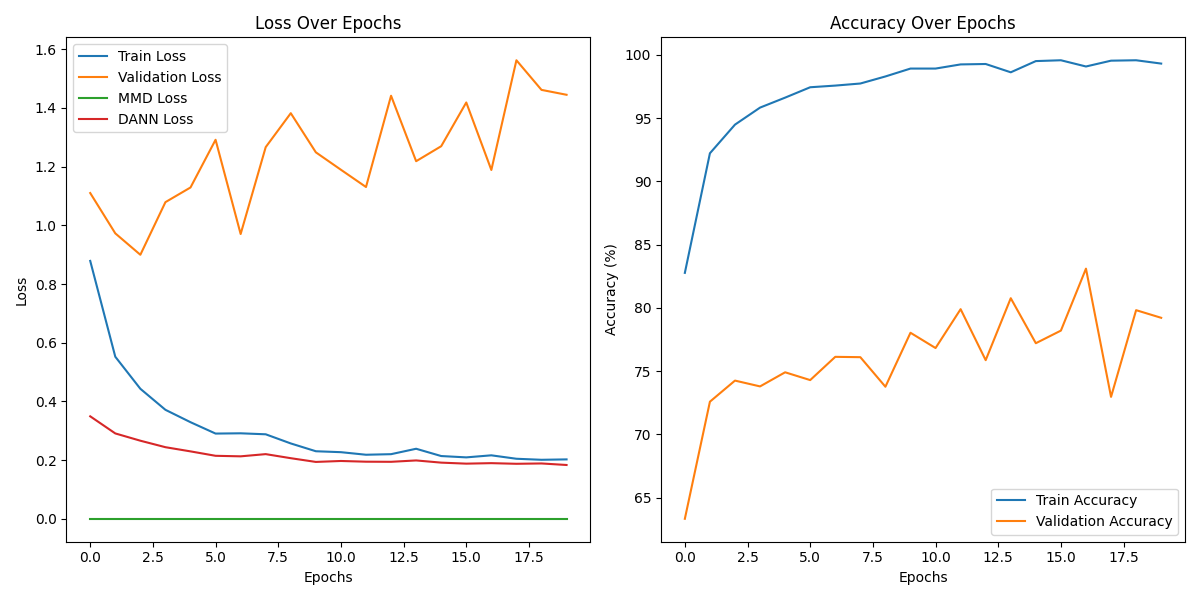 Loss Over Epochs
Train Loss
Validation Loss
MMD Loss
DANN Loss
1.6
1.4
1.2
1.0
0.8
0.6
0.4
0.2
0.0
Loss
0.0 2.5 5.0 7.5 10.0 12.5 15.0 17.5
Epochs
Accuracy Over Epochs
100
95
90
85
80
75
70
65
Accuracy (%)
Train Accuracy
Validation Accuracy
0.0 2.5 5.0 7.5 10.0 12.5 15.0 17.5
Epochs